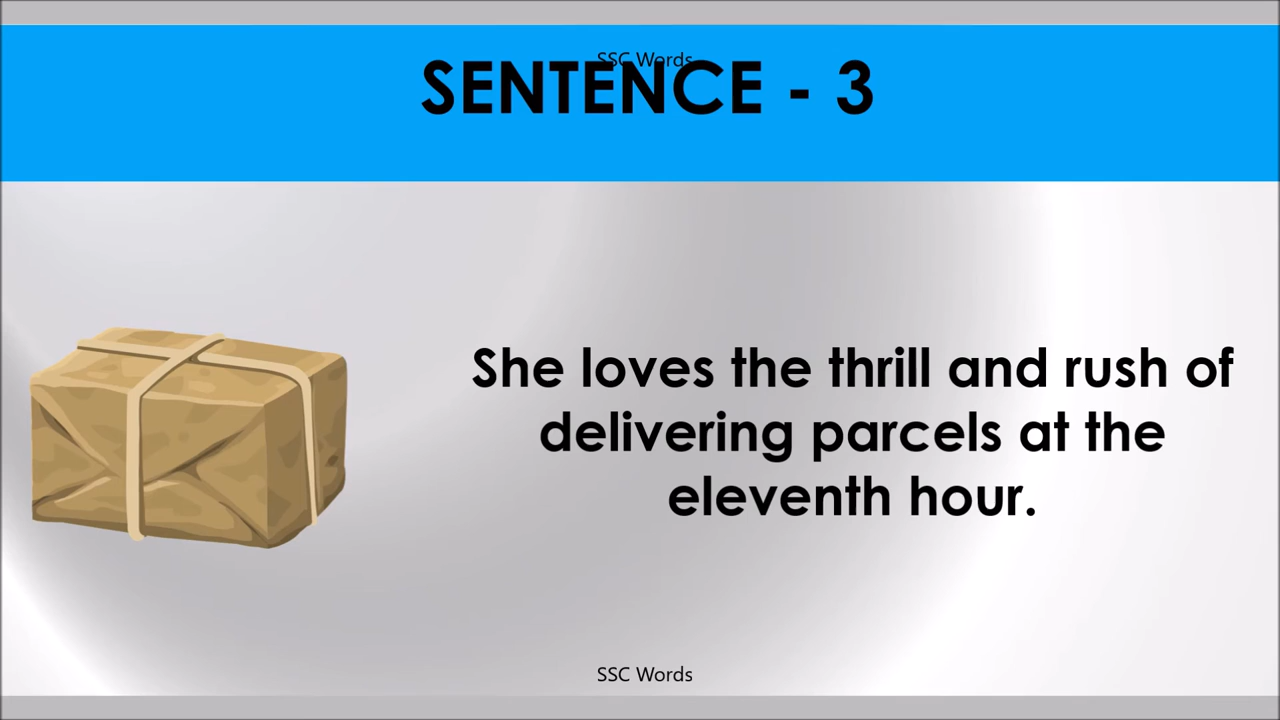 SSC Words
SENTENCE - 3
She loves the thrill and rush of
delivering parcels at the
eleventh hour.
SSC Words